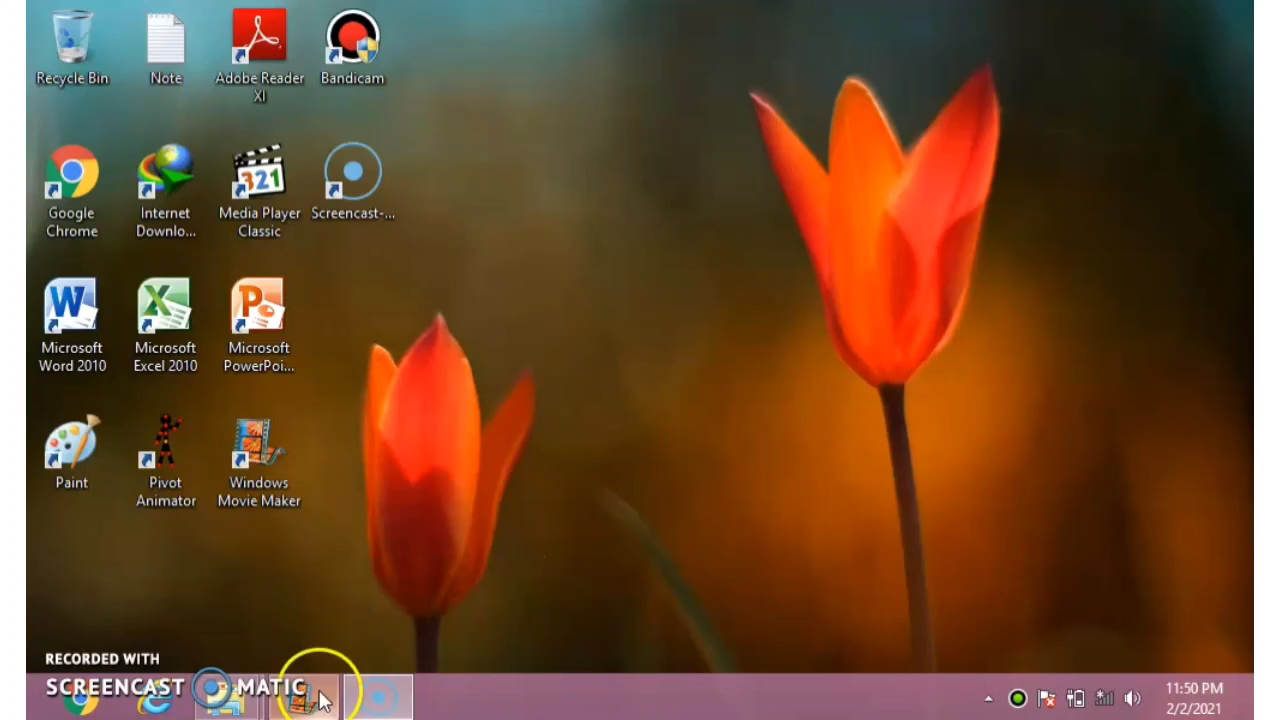 Recycle Bin
Note
Adobe Reader
XI
Bandicam
321
Google
Chrome
Internet
Downlo...
Media Player
Classic
Screencast-...
W
X
P
Microsoft
Word 2010
Microsoft
Excel 2010
Microsoft
PowerPoi...
Paint
Pivot
Animator
Windows
Movie Maker
RECORDED WITH
SCREENCAST MATIC
11:50 PM
2/2/2021